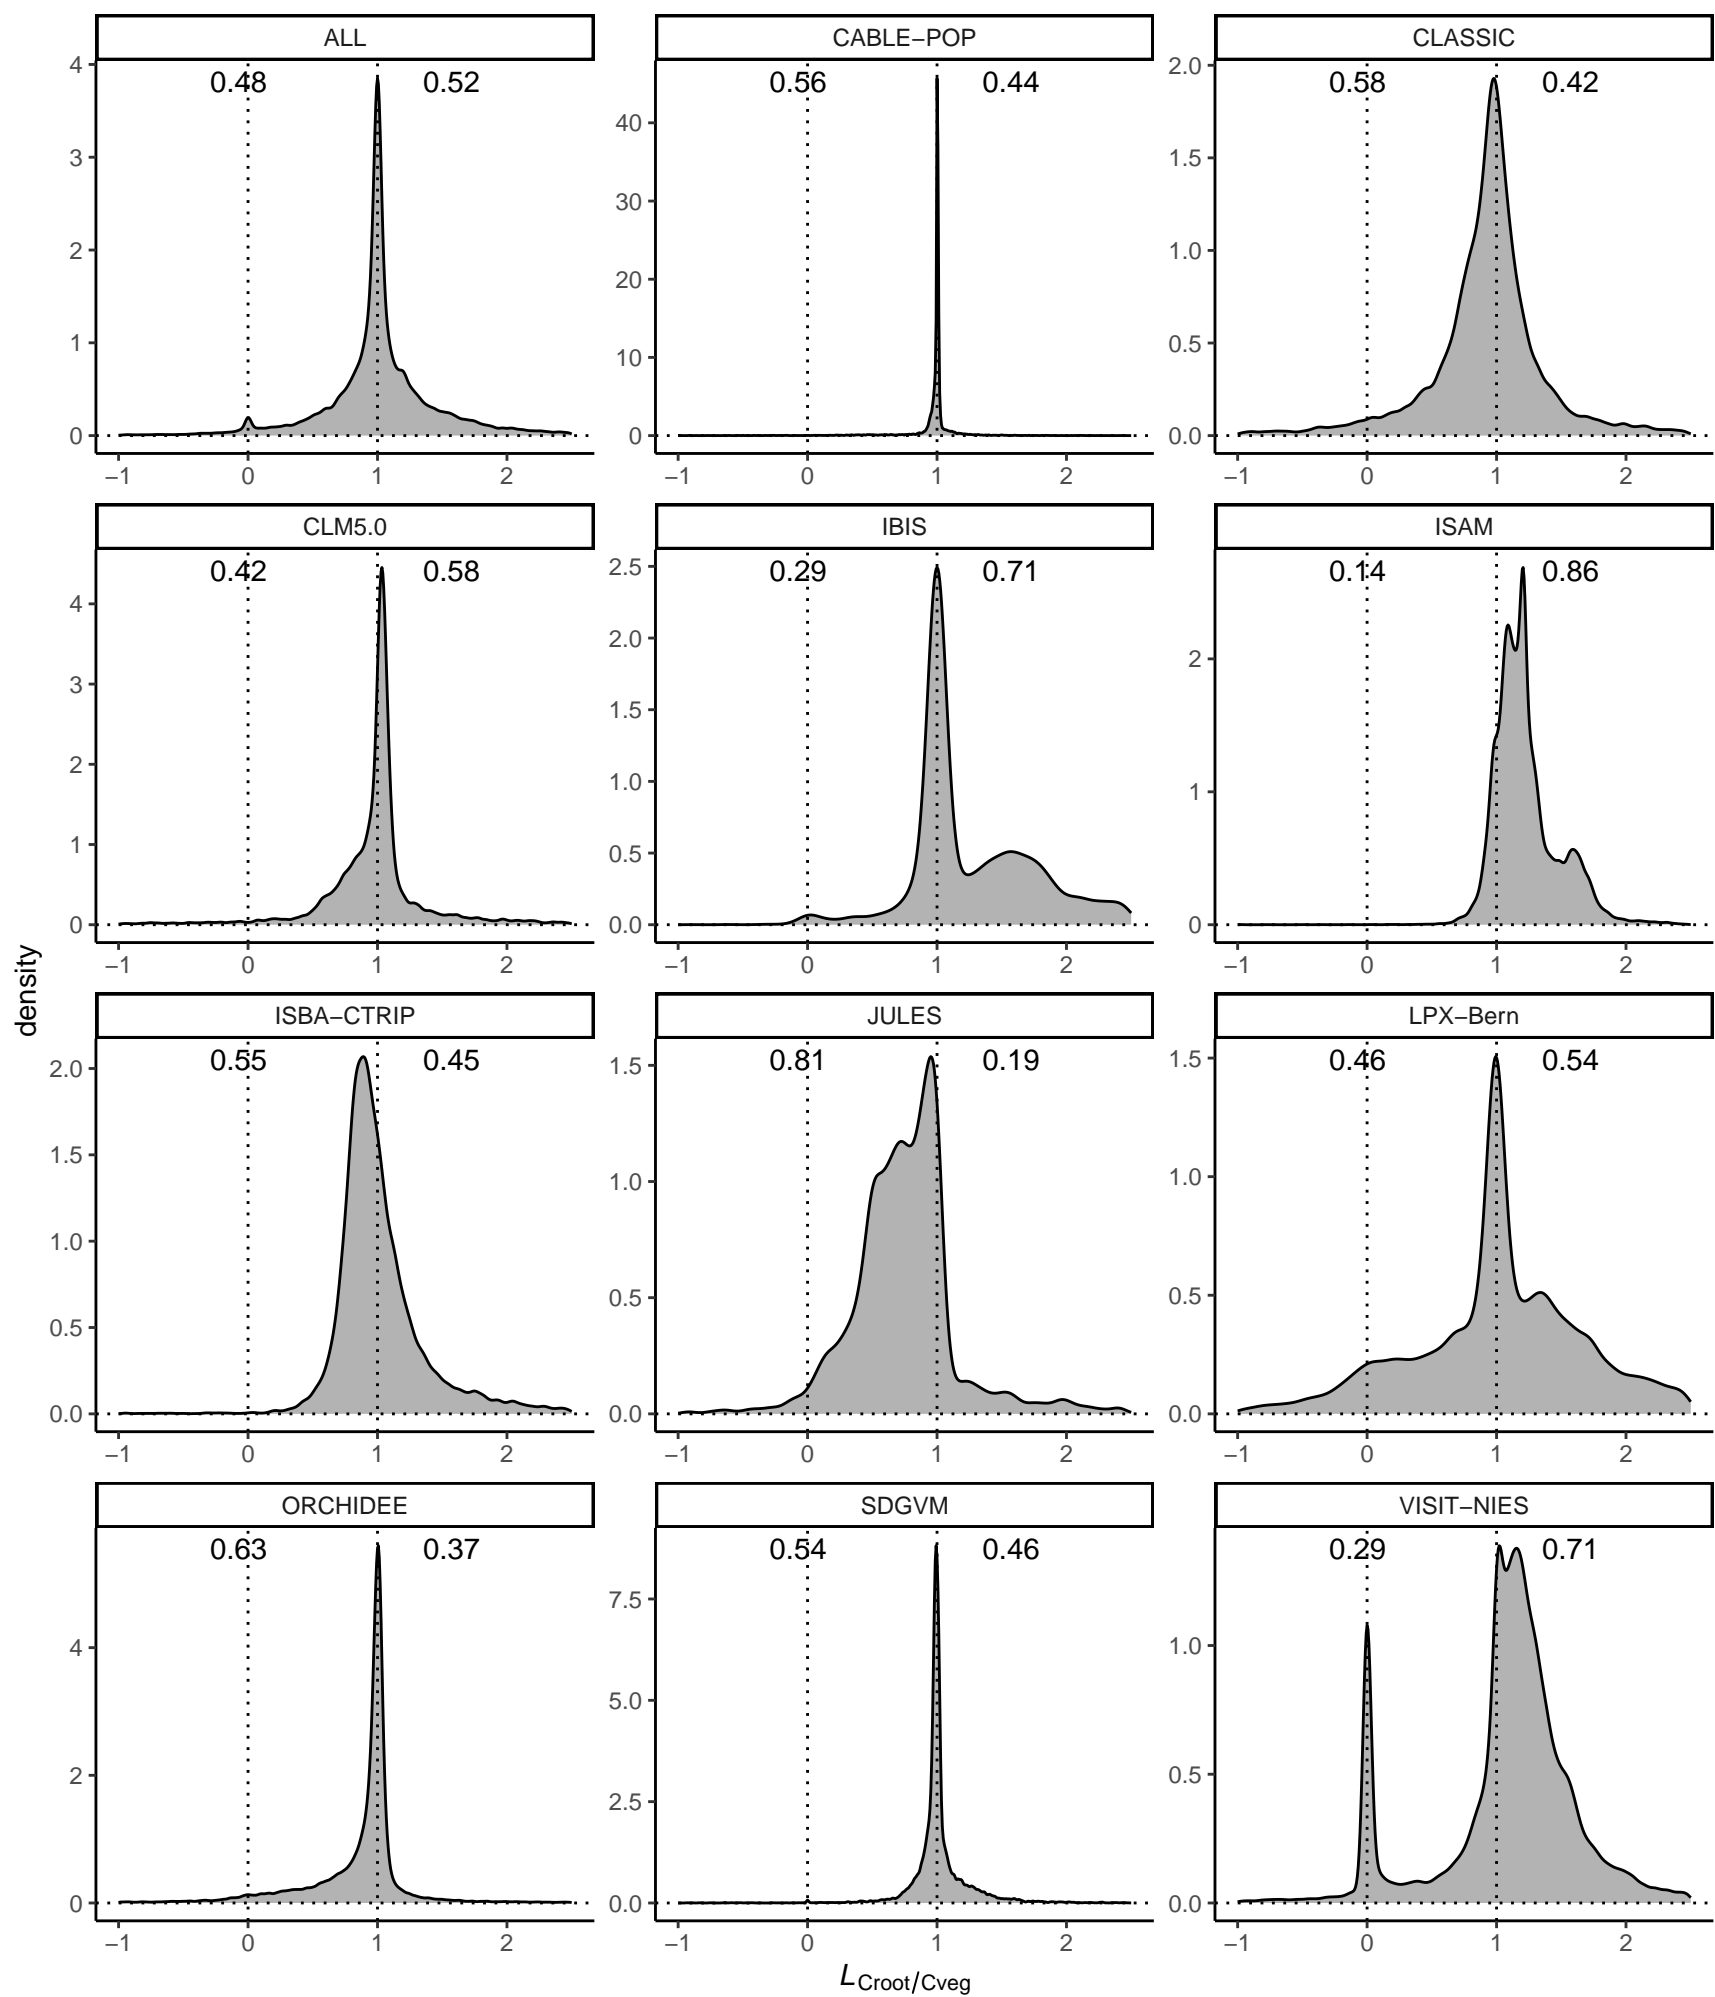 ALL CABLE−POP CLASSIC
4 0.48 0.52 0.56 0.44 2.0 0.58 0.42
3 40 1.5
2 30 1.0
1 20 0.5
0 10 0.0
0
−1 0 1 2 −1 0 1 2 −1 0 1 2
CLM5.0 IBIS ISAM
0.42 0.58 2.5 0.29 0.71 0.14 0.86
4 2.0 2
3 1.5 1
2 1.0 0
1 0.5
0 0.0
−1 0 1 2 −1 0 1 2 −1 0 1 2
density
ISBA−CTRIP JULES LPX−Bern
2.0 0.55 0.45 1.5 0.81 0.19 1.5 0.46 0.54
1.5 1.0 1.0
1.0 0.5 0.5
0.5 0.0 0.0
0.0
−1 0 1 2 −1 0 1 2 −1 0 1 2
ORCHIDEE SDGVM VISIT−NIES
0.63 0.37 0.54 0.46 0.29 0.71
4 7.5 1.0
2 5.0 0.5
0 2.5 0.0
0.0
−1 0 1 2 −1 0 1 2 −1 0 1 2
L Croot/Cveg